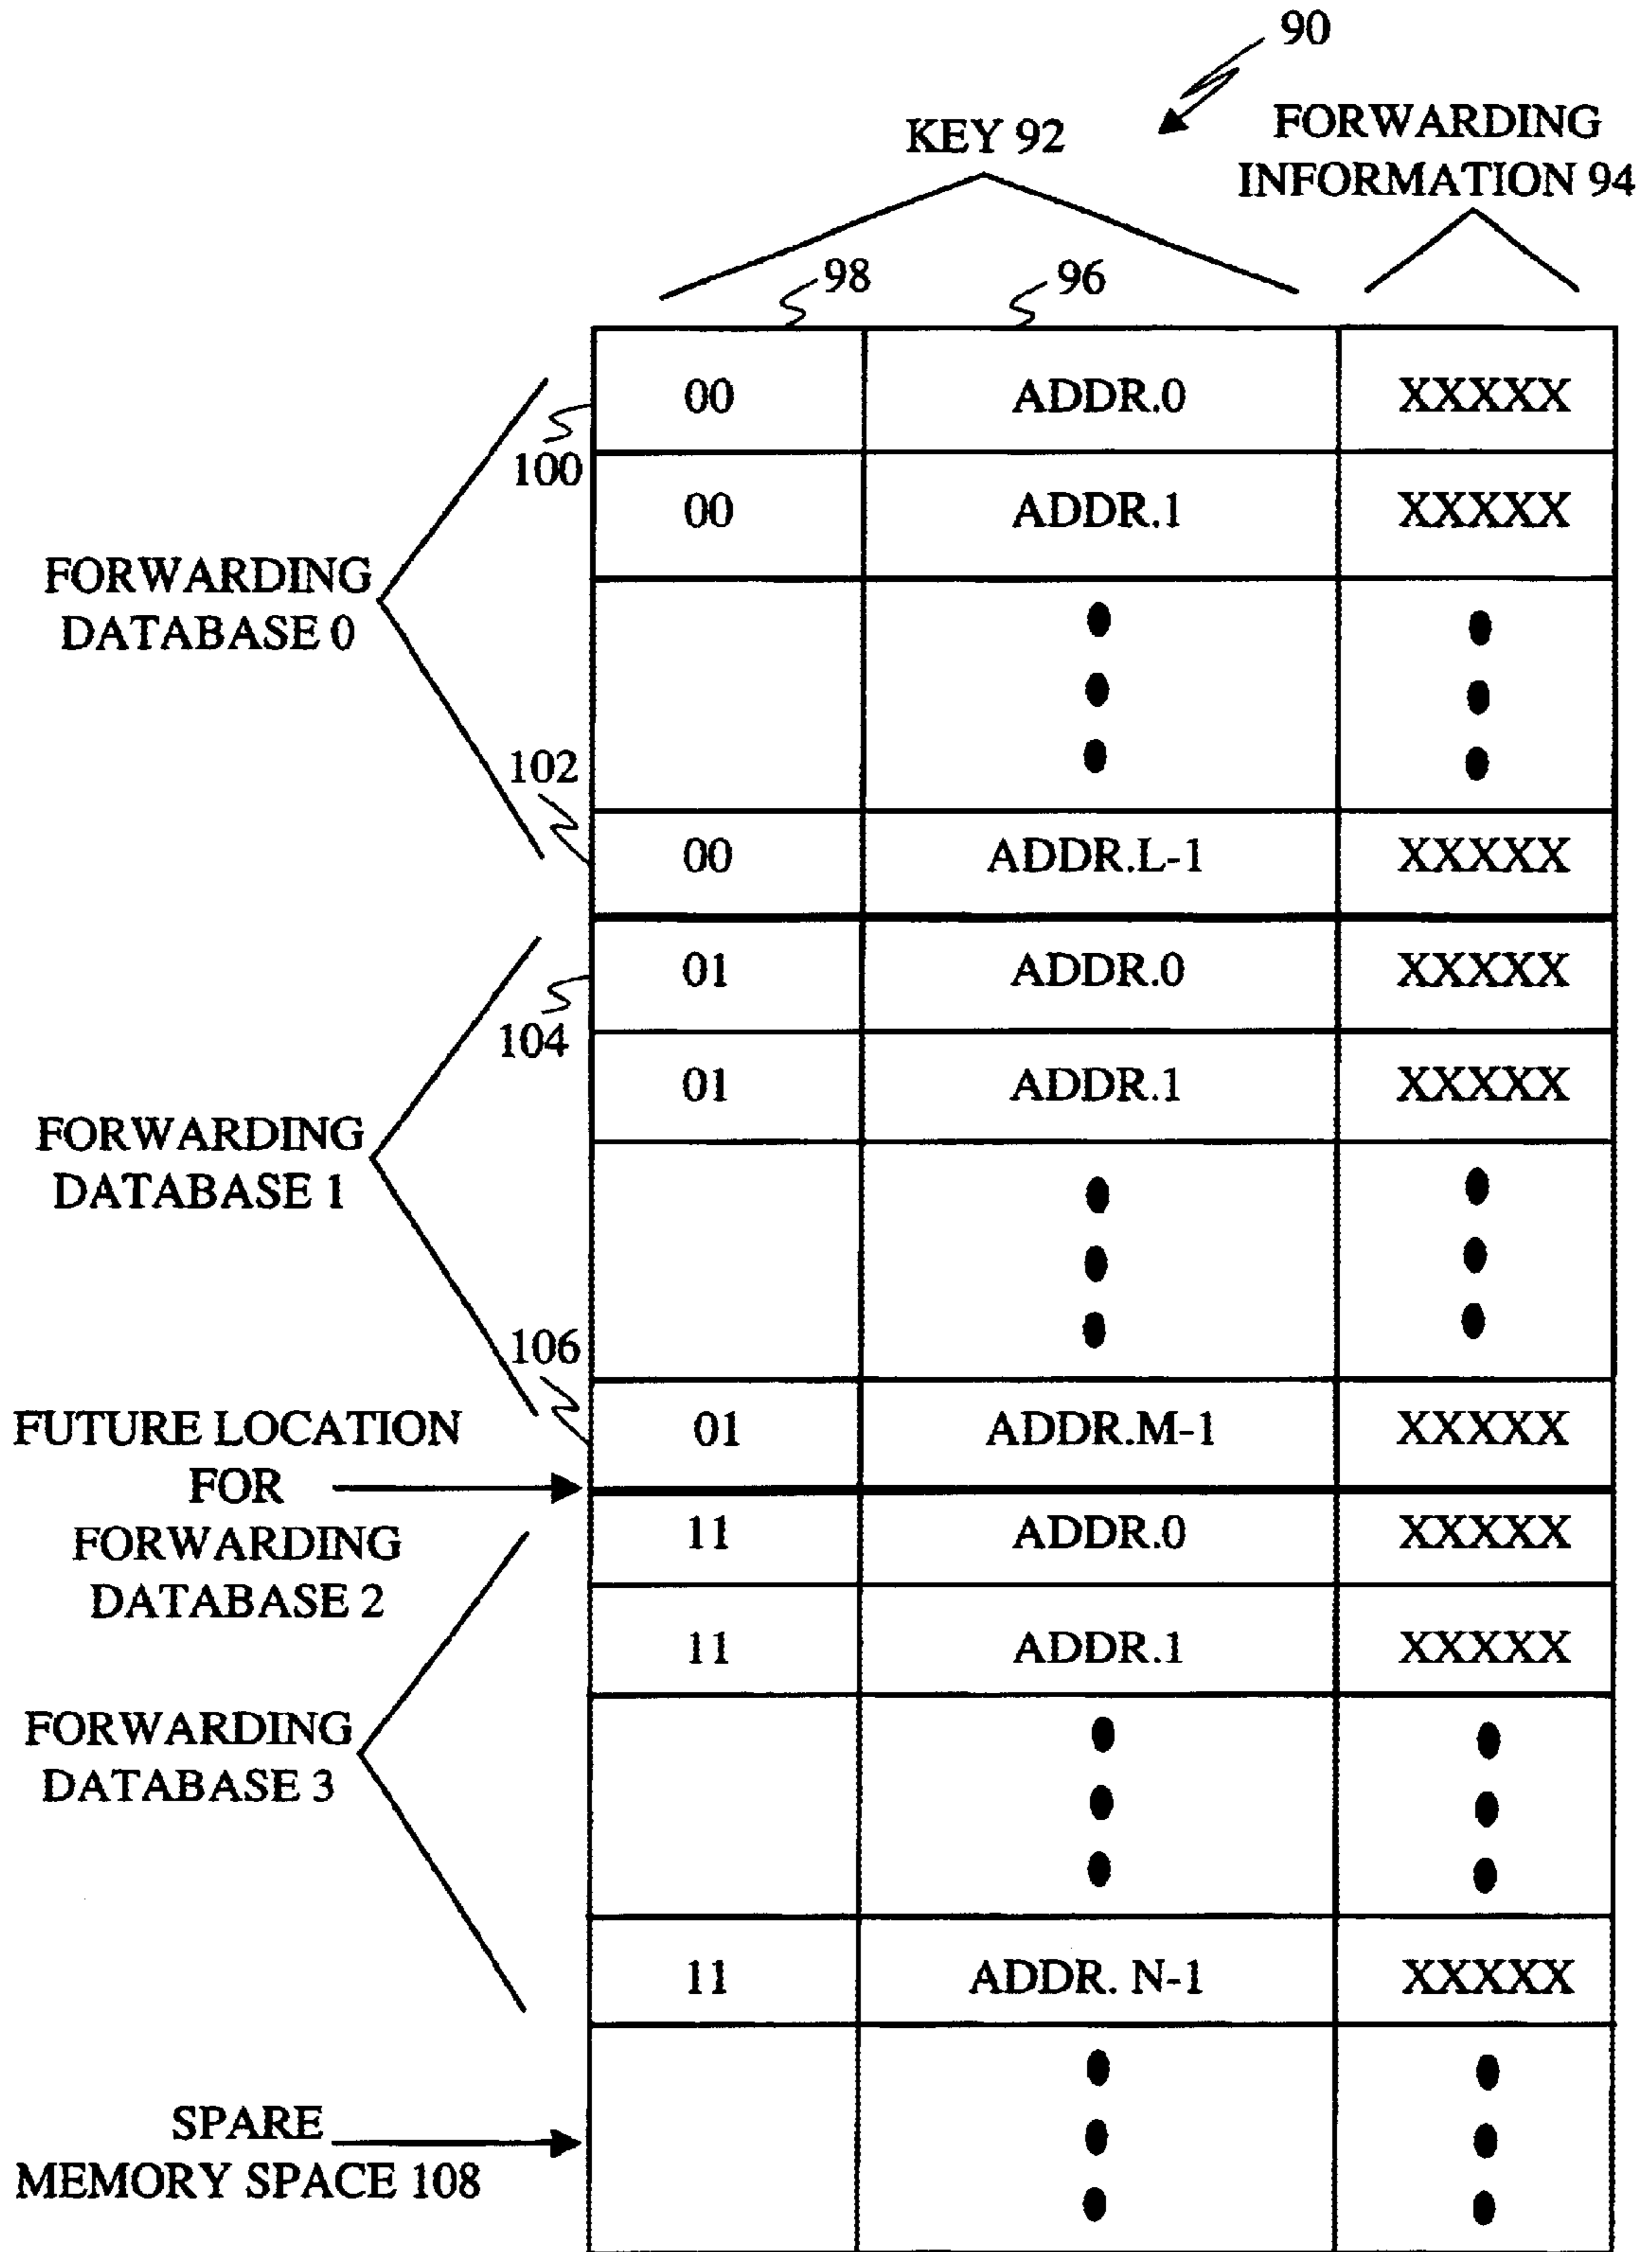 90
KEY 92
FORWARDING
INFORMATION 94
98
96
00 ADDR.0 XXXXX
100
00 ADDR.1 XXXXX
FORWARDING
DATABASE 0
102
00 ADDR.L-1 XXXXX
01 ADDR.0 XXXXX
104
01 ADDR.1 XXXXX
FORWARDING
DATABASE 1
106
01 ADDR.M-1 XXXXX
FUTURE LOCATION
FOR
FORWARDING
DATABASE 2
11 ADDR.0 XXXXX
11 ADDR.1 XXXXX
FORWARDING
DATABASE 3
11 ADDR. N-1 XXXXX
SPARE
MEMORY SPACE 108